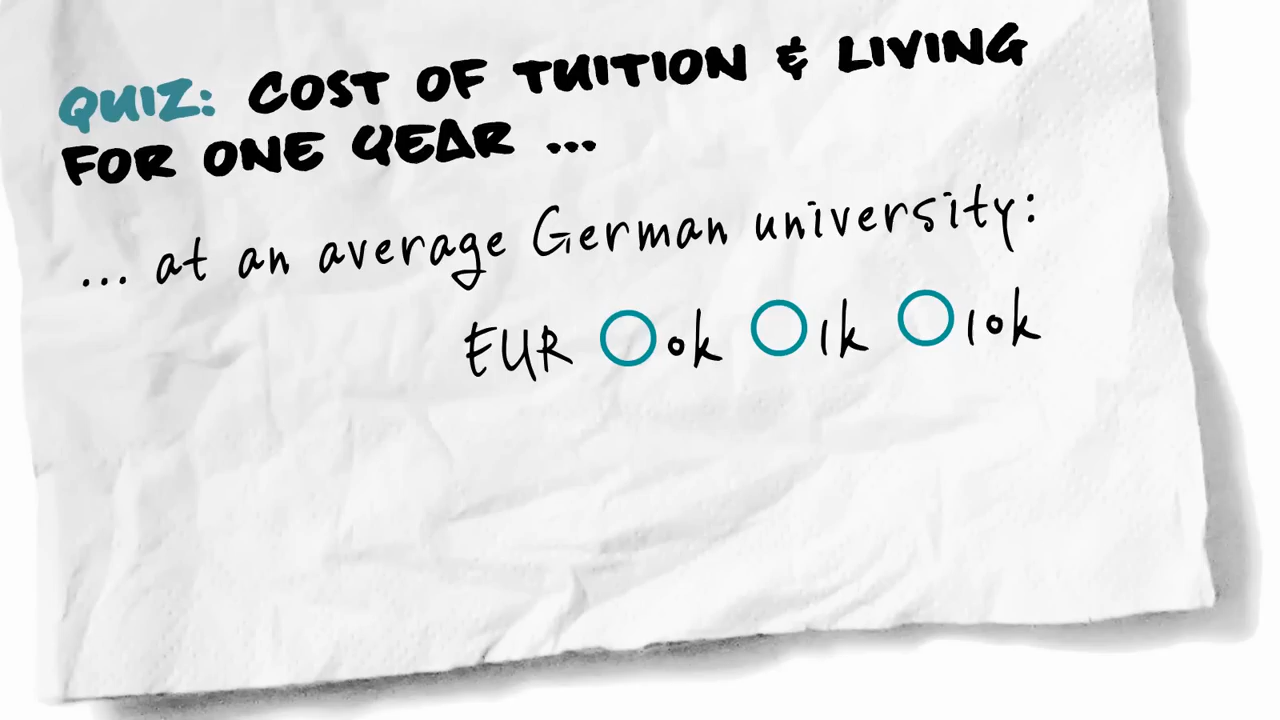 QUIZ: COST OF TUITION & LIVING
FOR ONE YEAR ...
... at an average German university:
EUR 0k 1k 10k